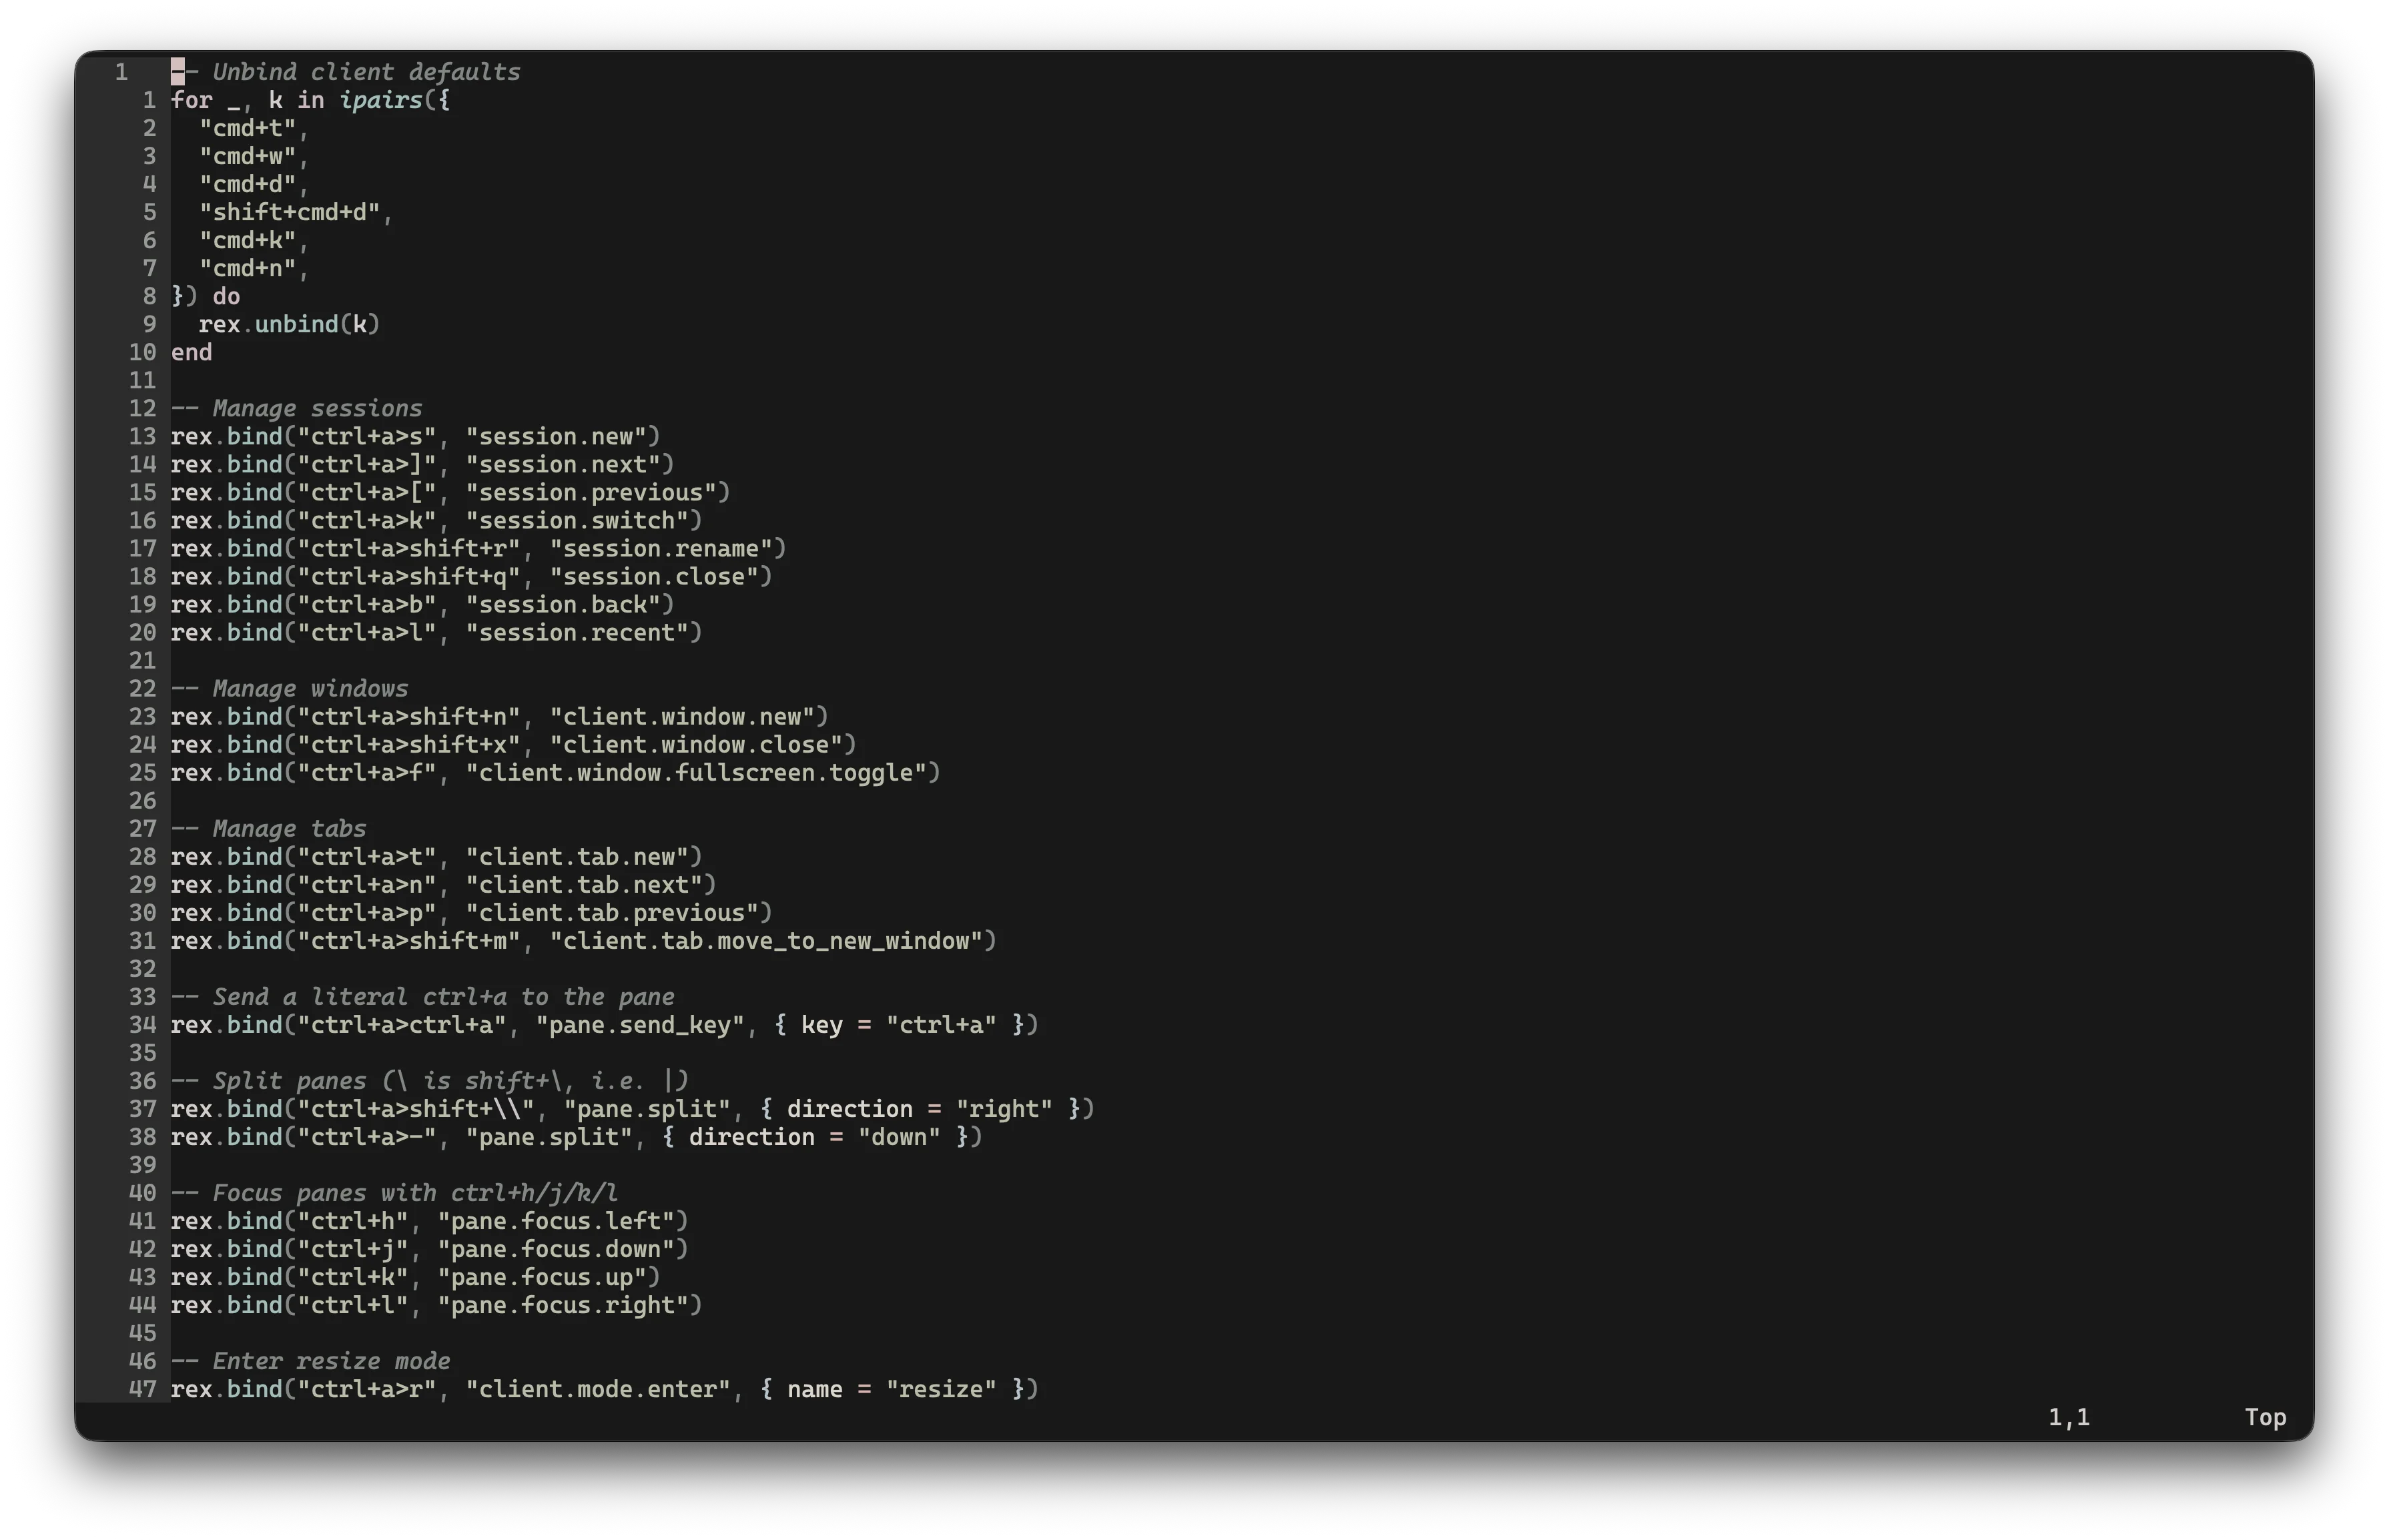 1 -- Unbind client defaults
1 for _, k in ipairs({
2 "cmd+t",
3 "cmd+w",
4 "cmd+d",
5 "shift+cmd+d",
6 "cmd+k",
7 "cmd+n",
8 }) do
9 rex.unbind(k)
10 end
11
12 -- Manage sessions
13 rex.bind("ctrl+a>s", "session.new")
14 rex.bind("ctrl+a>]", "session.next")
15 rex.bind("ctrl+a>[", "session.previous")
16 rex.bind("ctrl+a>k", "session.switch")
17 rex.bind("ctrl+a>shift+r", "session.rename")
18 rex.bind("ctrl+a>shift+q", "session.close")
19 rex.bind("ctrl+a>b", "session.back")
20 rex.bind("ctrl+a>l", "session.recent")
21
22 -- Manage windows
23 rex.bind("ctrl+a>shift+n", "client.window.new")
24 rex.bind("ctrl+a>shift+x", "client.window.close")
25 rex.bind("ctrl+a>f", "client.window.fullscreen.toggle")
26
27 -- Manage tabs
28 rex.bind("ctrl+a>t", "client.tab.new")
29 rex.bind("ctrl+a>n", "client.tab.next")
30 rex.bind("ctrl+a>p", "client.tab.previous")
31 rex.bind("ctrl+a>shift+m", "client.tab.move_to_new_window")
32
33 -- Send a literal ctrl+a to the pane
34 rex.bind("ctrl+a>ctrl+a", "pane.send_key", { key = "ctrl+a" })
35
36 -- Split panes (\ is shift+\, i.e. |)
37 rex.bind("ctrl+a>shift+\\", "pane.split", { direction = "right" })
38 rex.bind("ctrl+a>-", "pane.split", { direction = "down" })
39
40 -- Focus panes with ctrl+h/j/k/l
41 rex.bind("ctrl+h", "pane.focus.left")
42 rex.bind("ctrl+j", "pane.focus.down")
43 rex.bind("ctrl+k", "pane.focus.up")
44 rex.bind("ctrl+l", "pane.focus.right")
45
46 -- Enter resize mode
47 rex.bind("ctrl+a>r", "client.mode.enter", { name = "resize" })
1,1 Top